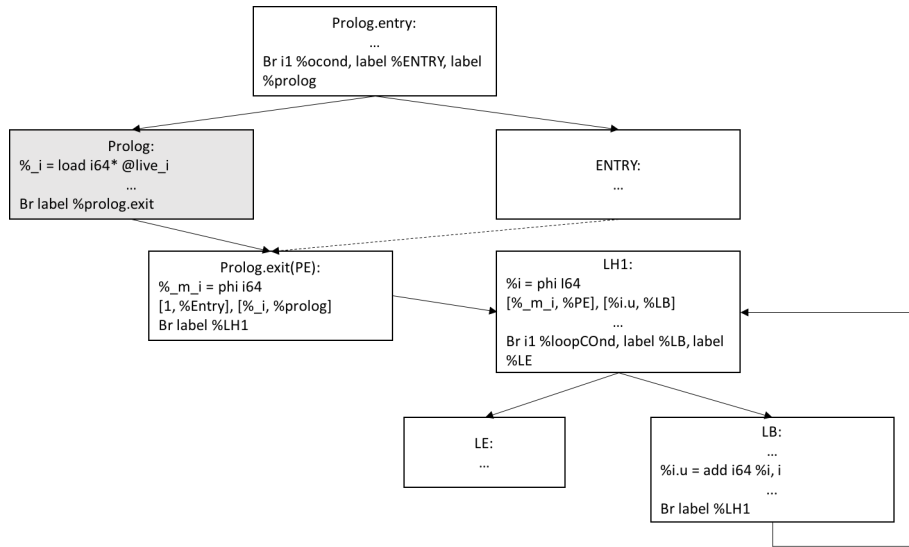 Prolog.entry:
...
Br i1 %ocond, label %ENTRY, label
%prolog
Prolog:
%_i = load i64* @live_i
...
Br label %prolog.exit
ENTRY:
...
Prolog.exit(PE):
%_m_i = phi i64
[1, %Entry], [%_i, %prolog]
Br label %LH1
LH1:
%i = phi I64
[%_m_i, %PE], [%i.u, %LB]
...
Br i1 %loopCOnd, label %LB, label
%LE
LE:
...
LB:
...
%i.u = add i64 %i, i
...
Br label %LH1